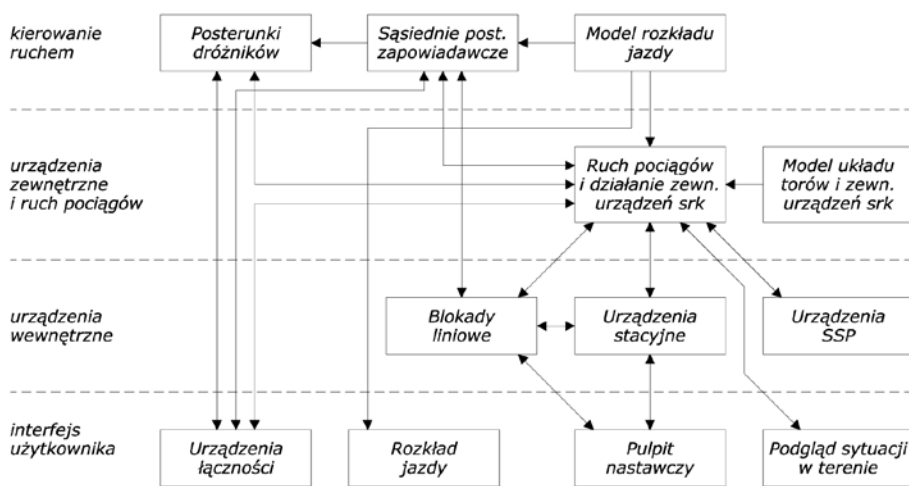 kierowanie
ruchem
Posterunki
dróżników
Sąsiednie post.
zapowiadawcze
Model rozkładu
jazdy
urządzenia
zewnętrzne
i ruch pociągów
Ruch pociągów
i działanie zewn.
urządzeń srk
Model układu
torów i zewn.
urządzeń srk
urządzenia
wewnętrzne
Blokady
liniowe
Urządzenia
stacyjne
Urządzenia
SSP
interfejs
użytkownika
Urządzenia
łączności
Rozkład
jazdy
Pulpit
nastawczy
Podgląd sytuacji
w terenie